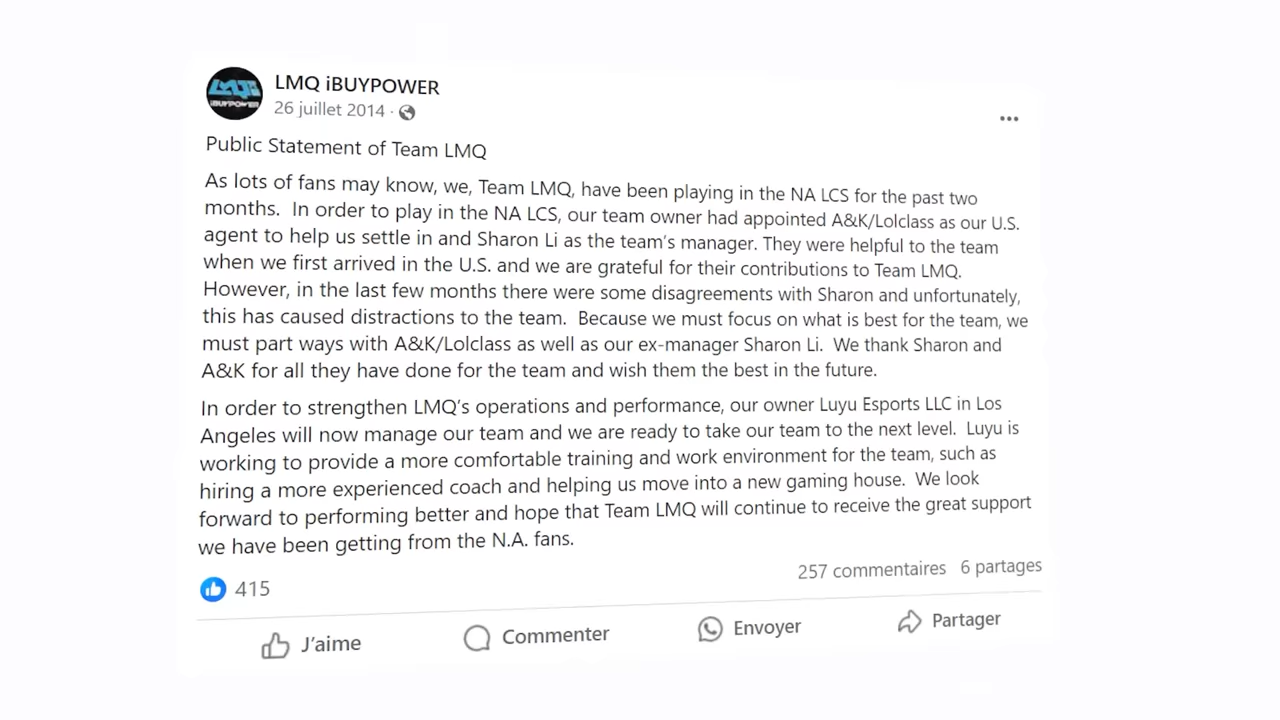 LMQ iBUYPOWER
26 juillet 2014 ·
Public Statement of Team LMQ
As lots of fans may know, we, Team LMQ, have been playing in the NA LCS for the past two
months. In order to play in the NA LCS, our team owner had appointed A&K/Lolclass as our U.S.
agent to help us settle in and Sharon Li as the team's manager. They were helpful to the team
when we first arrived in the U.S. and we are grateful for their contributions to Team LMQ.
However, in the last few months there were some disagreements with Sharon and unfortunately,
this has caused distractions to the team. Because we must focus on what is best for the team, we
must part ways with A&K/Lolclass as well as our ex-manager Sharon Li. We thank Sharon and
A&K for all they have done for the team and wish them the best in the future.
In order to strengthen LMQ's operations and performance, our owner Luyu Esports LLC in Los
Angeles will now manage our team and we are ready to take our team to the next level. Luyu is
working to provide a more comfortable training and work environment for the team, such as
hiring a more experienced coach and helping us move into a new gaming house. We look
forward to performing better and hope that Team LMQ will continue to receive the great support
we have been getting from the N.A. fans.
415
257 commentaires 6 partages
J'aime Commenter Envoyer Partager